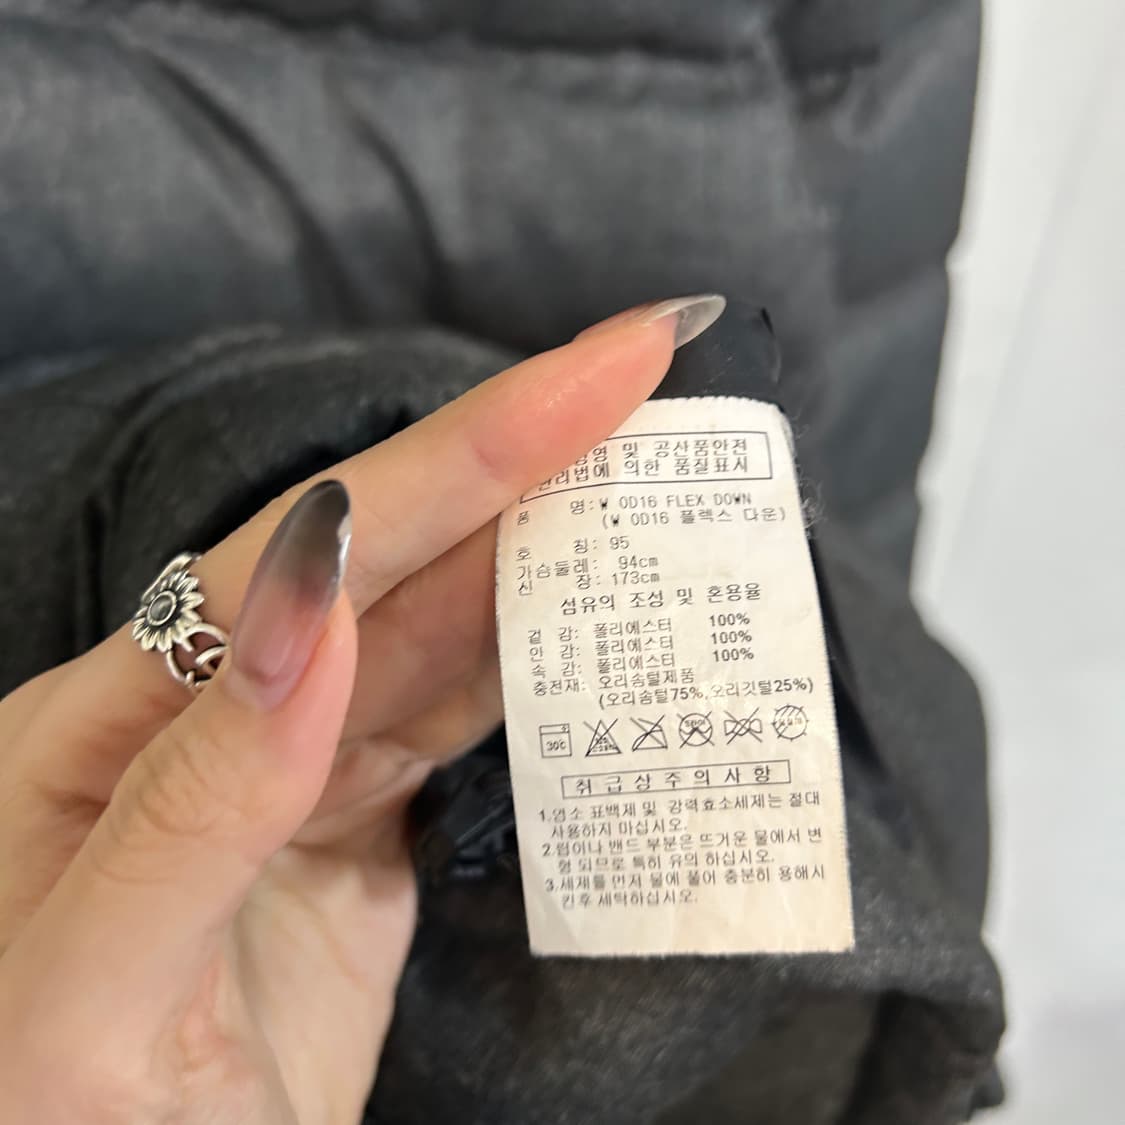 및 공산품안전
관리법에 의한 품질표시
품 명: W OD16 FLEX DOWN
(W OD16 플렉스 다운)
호 칭: 95
가슴둘레: 94cm
신 장: 173cm
섬유의 조성 및 혼용율
겉 감: 폴리에스터 100%
안 감: 폴리에스터 100%
속 감: 폴리에스터 100%
충전재: 오리솜털제품
(오리솜털75%,오리깃털25%)
30℃
취 급 상 주 의 사 항
1.염소 표백제 및 강력효소세제는 절대
사용하지 마십시오.
2.립이나 밴드 부분은 뜨거운 물에서 변
형 되므로 특히 유의 하십시오.
3.세제를 먼저 물에 풀어 충분히 용해시
킨후 세탁하십시오.